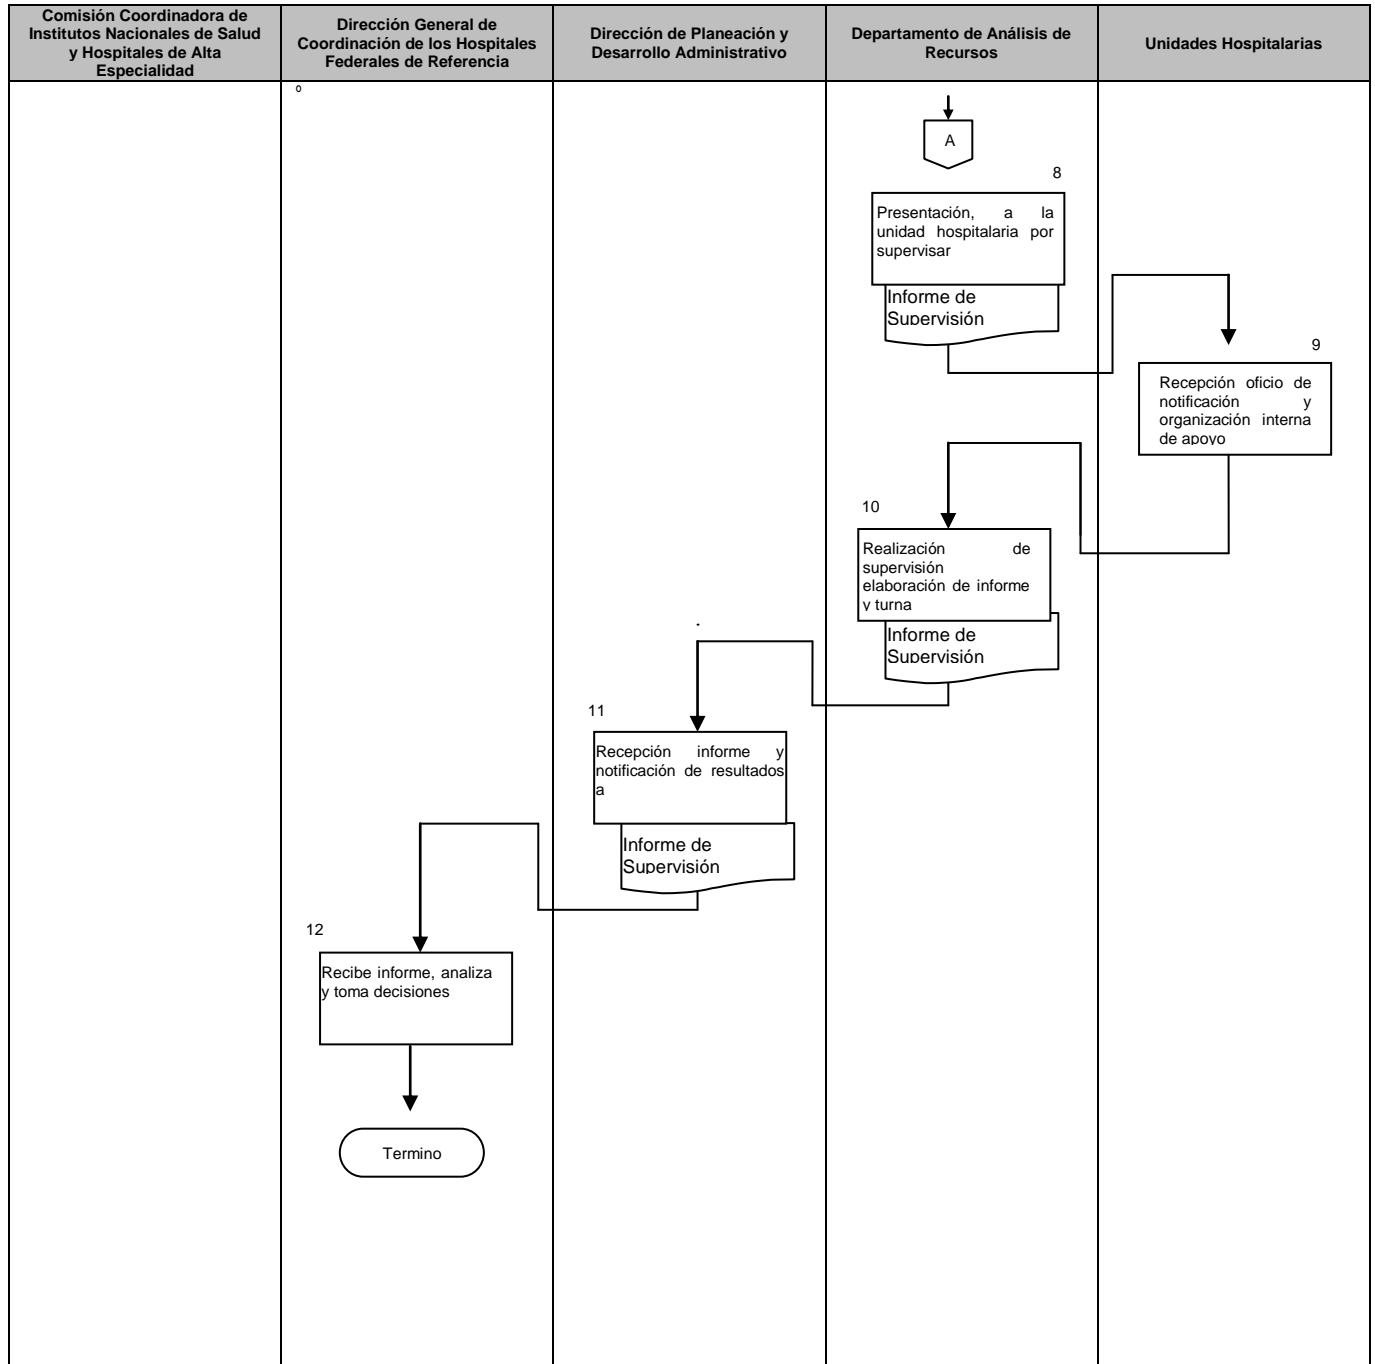 Comisión Coordinadora de
Institutos Nacionales de Salud
y Hospitales de Alta
Especialidad
Dirección General de
Coordinación de los Hospitales
Federales de Referencia
Dirección de Planeación y
Desarrollo Administrativo
Departamento de Análisis de
Recursos
Unidades Hospitalarias
o
A
8
Presentación, a la
unidad hospitalaria por
supervisar
Informe de
Supervisión
9
Recepción oficio de
notificación y
organización interna
de apoyo
10
Realización de
supervisión
elaboración de informe
y turna
Informe de
Supervisión
.
11
Recepción informe y
notificación de resultados
a
Informe de
Supervisión
12
Recibe informe, analiza
y toma decisiones
Termino